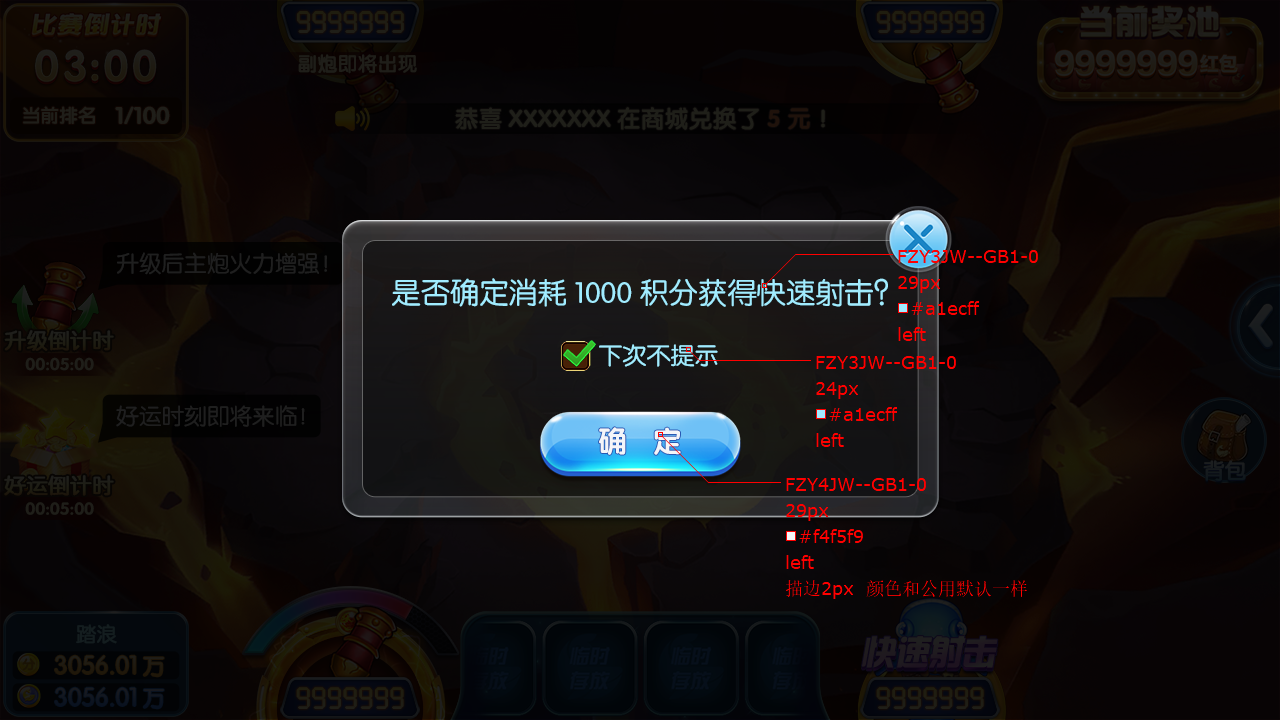 比赛倒计时
03:00
当前排名 1/100
9999999
副炮即将出现
9999999
当前奖池
9999999红包
恭喜 XXXXXXX 在商城兑换了 5 元！
升级后主炮火力增强！
升级倒计时
00:05:00
好运时刻即将来临！
好运倒计时
00:05:00
是否确定消耗 1000 积分获得快速射击？
下次不提示
确 定
FZY3JW--GB1-0
29px
#a1ecff
left
FZY3JW--GB1-0
24px
#a1ecff
left
FZY4JW--GB1-0
29px
#f4f5f9
left
描边2px 颜色和公用默认一样
背包
踏浪
3056.01 万
3056.01 万
9999999
临时
临时
快速射击
9999999